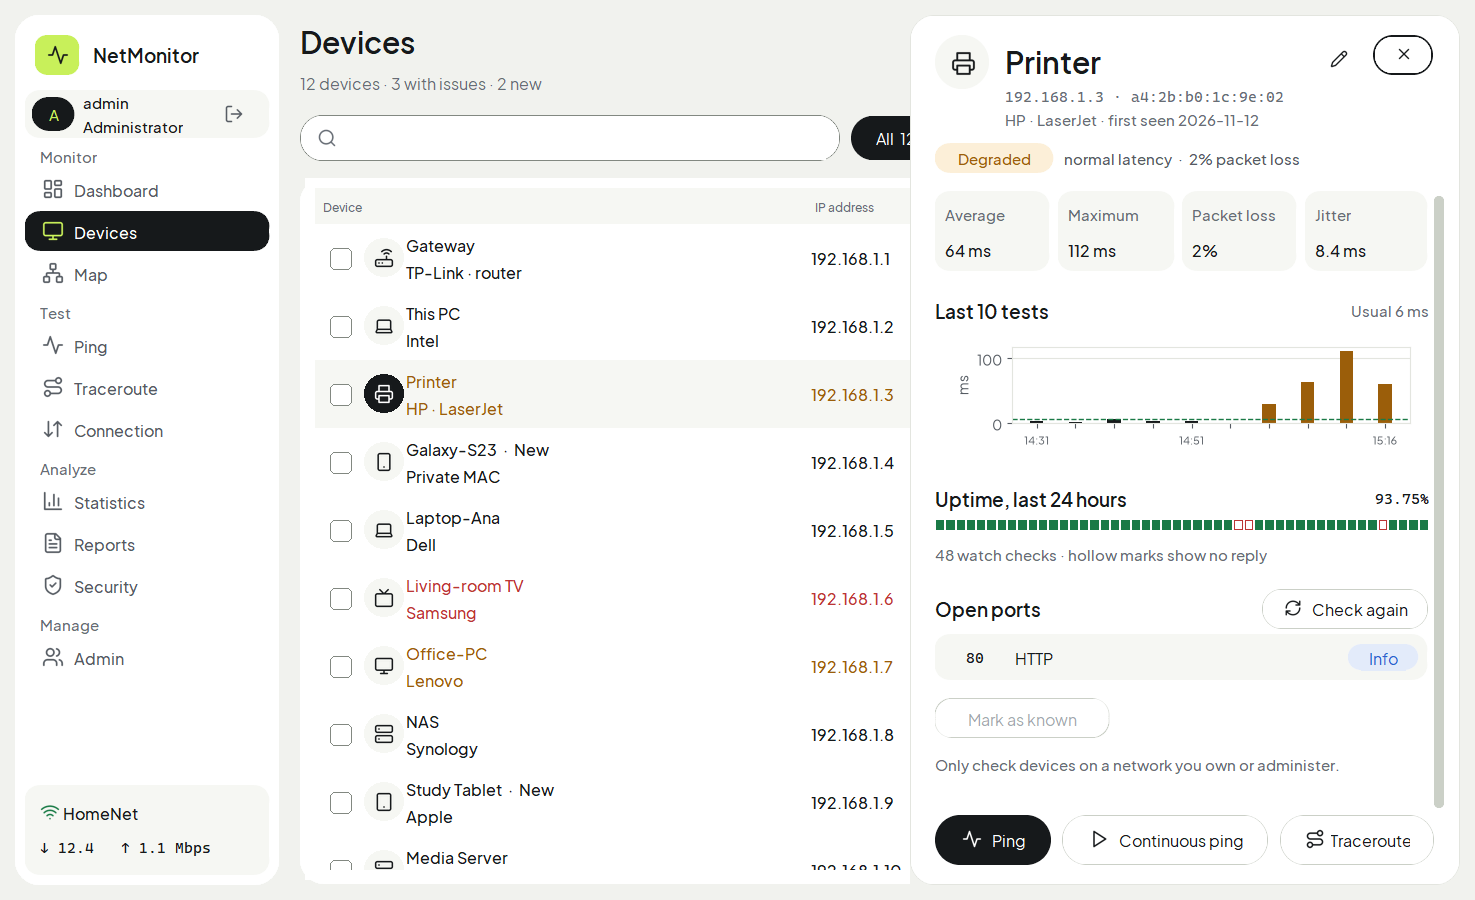 NetMonitor
A
admin
Administrator
Monitor
Dashboard
Devices
Map
Test
Ping
Traceroute
Connection
Analyze
Statistics
Reports
Security
Manage
Admin
HomeNet
↓ 12.4 ↑ 1.1 Mbps
Devices
12 devices · 3 with issues · 2 new
All 12
Device IP address
Gateway
TP-Link · router
192.168.1.1
This PC
Intel
192.168.1.2
Printer
HP · LaserJet
192.168.1.3
Galaxy-S23 · New
Private MAC
192.168.1.4
Laptop-Ana
Dell
192.168.1.5
Living-room TV
Samsung
192.168.1.6
Office-PC
Lenovo
192.168.1.7
NAS
Synology
192.168.1.8
Study Tablet · New
Apple
192.168.1.9
Media Server
192.168.1.10
Printer
192.168.1.3 · a4:2b:b0:1c:9e:02
HP · LaserJet · first seen 2026-11-12
Degraded normal latency · 2% packet loss
Average Maximum Packet loss Jitter
64 ms 112 ms 2% 8.4 ms
Last 10 tests Usual 6 ms
100
ms
0
14:31 14:51 15:16
Uptime, last 24 hours 93.75%
48 watch checks · hollow marks show no reply
Open ports Check again
80 HTTP Info
Mark as known
Only check devices on a network you own or administer.
Ping Continuous ping Traceroute